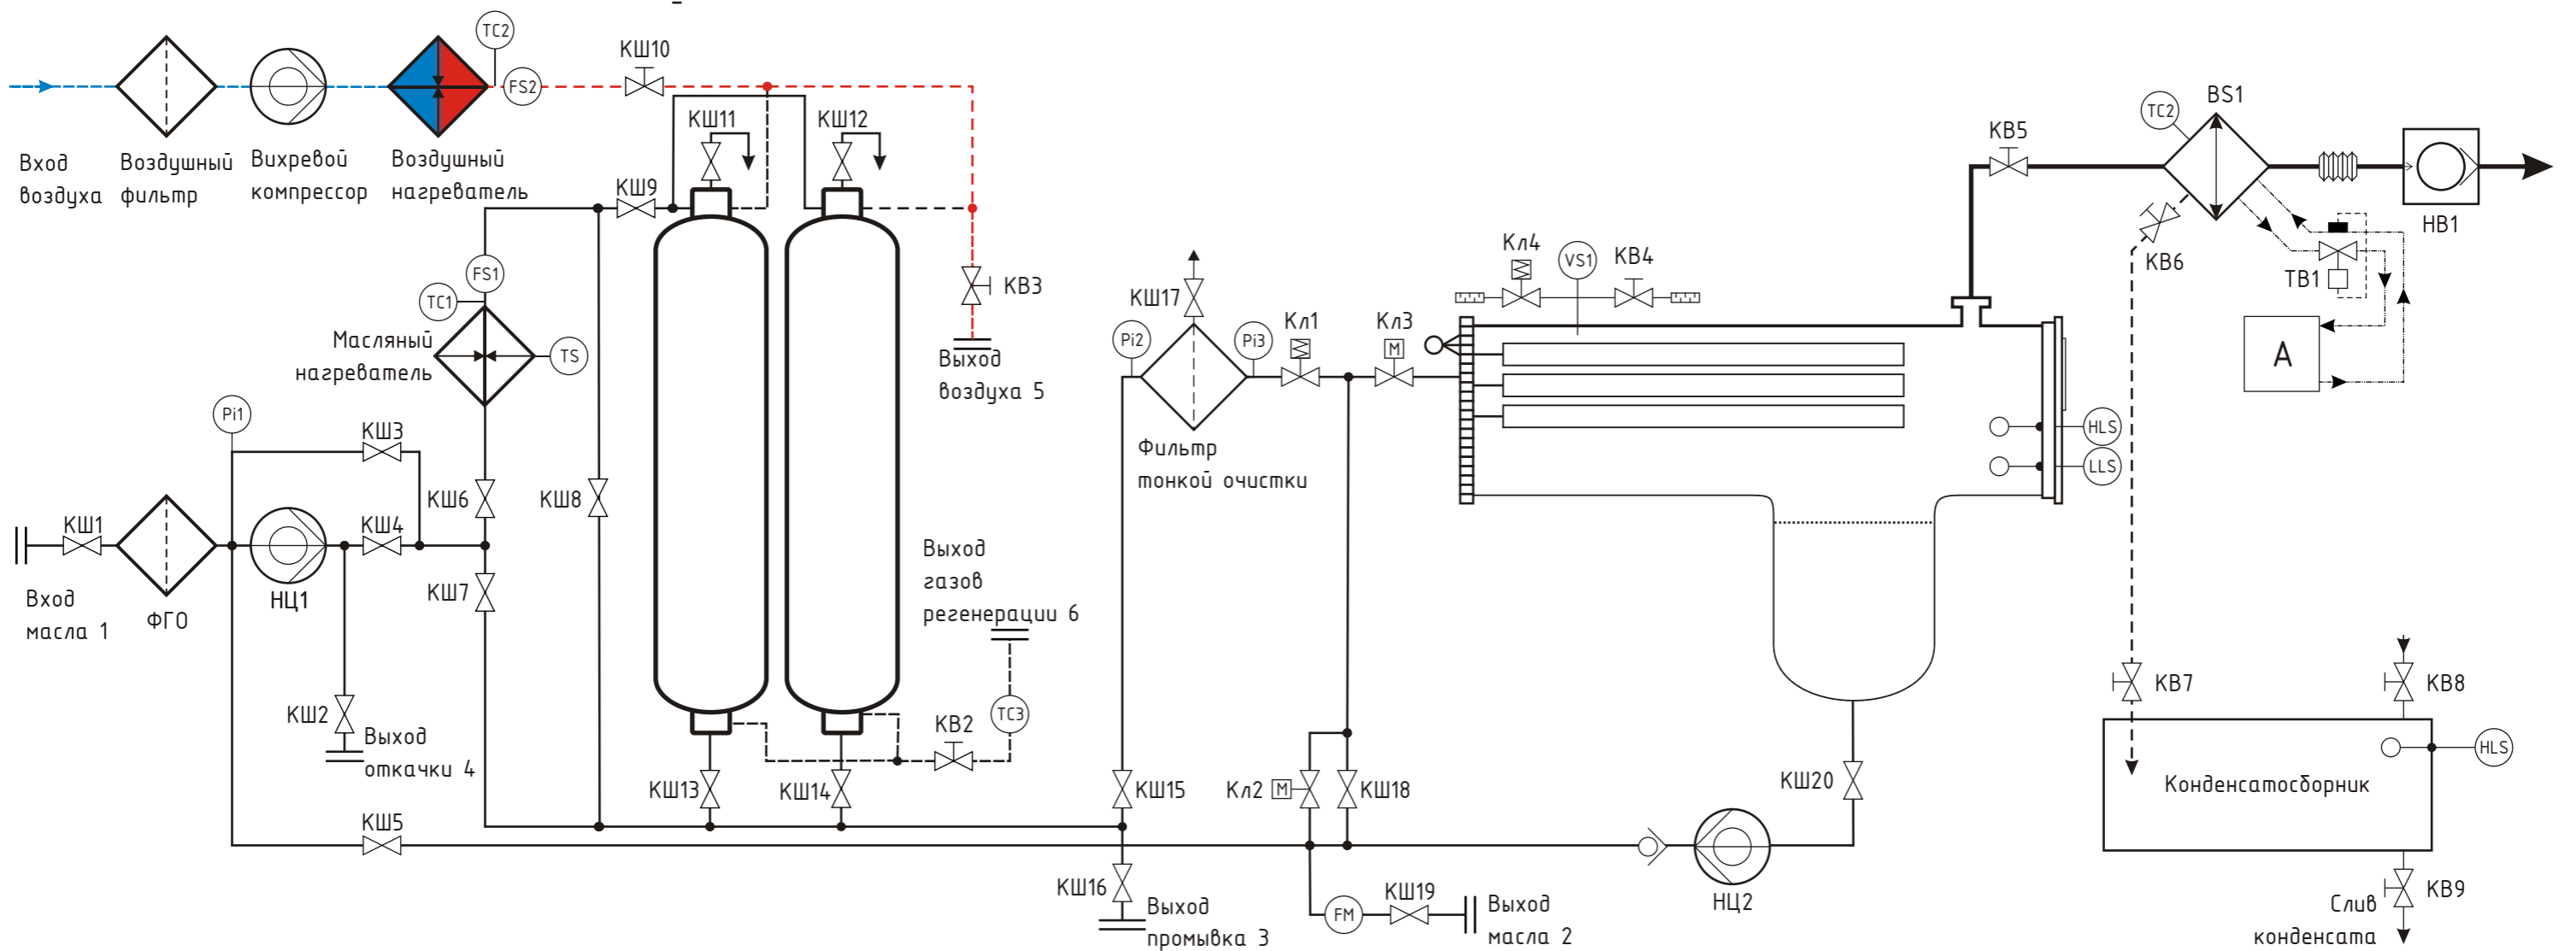 TC2
КШ10
FS2
Вход
воздуха
Воздушный
фильтр
Вихревой
компрессор
Воздушный
нагреватель
КШ11
КШ12
КШ9
FS1
TC1
Масляный
нагреватель
TS
КВ3
Выход
воздуха 5
Pi1
КШ3
КШ6
КШ8
КШ1
КШ4
КШ7
Вход
масла 1
ФГО
НЦ1
КШ2
Выход
откачки 4
КШ5
Выход
газов
регенерации 6
TC3
КВ2
КШ13
КШ14
КШ15
КШ16
Выход
промывка 3
КШ17
Pi2
Pi3
Фильтр
тонкой очистки
Кл1
Кл3
M
Кл4
VS1
КВ4
HLS
LLS
Кл2
M
КШ18
КШ20
НЦ2
FM
КШ19
Выход
масла 2
КВ5
TC2
BS1
НВ1
КВ6
ТВ1
А
КВ7
КВ8
HLS
Конденсатосборник
КВ9
Слив
конденсата